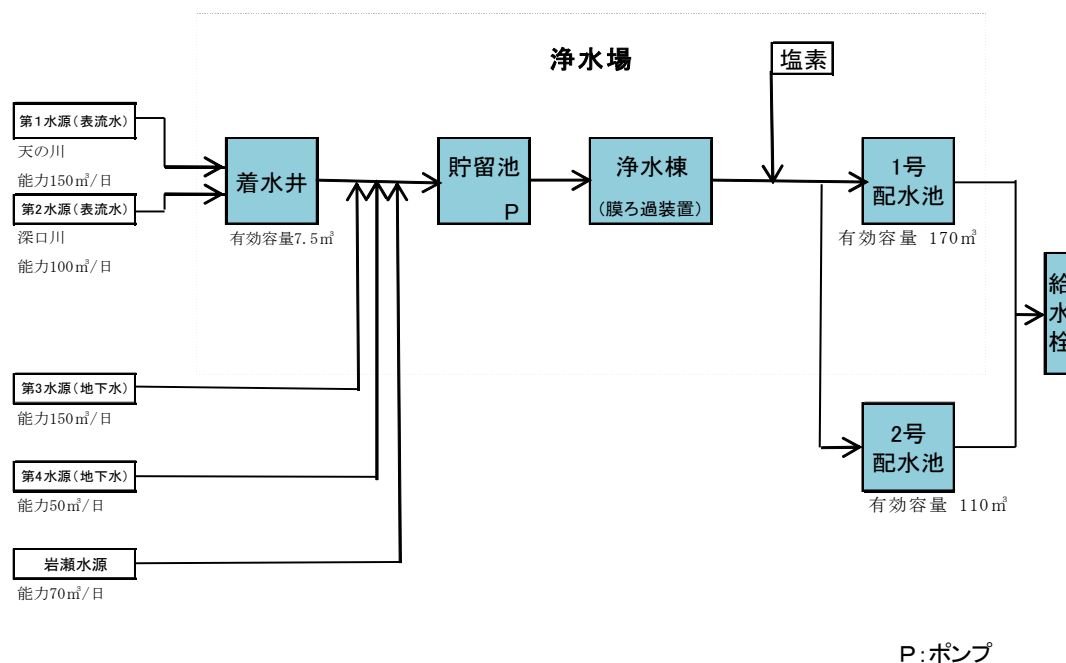 浄水場
塩素
第1水源(表流水)
天の川
能力150㎥/日
第2水源(表流水)
深口川
能力100㎥/日
着水井
有効容量7.5㎥
貯留池
P
浄水棟
(膜ろ過装置)
1号
配水池
有効容量 170㎥
給
水
栓
第3水源(地下水)
能力150㎥/日
第4水源(地下水)
能力50㎥/日
岩瀬水源
能力70㎥/日
2号
配水池
有効容量 110㎥
P:ポンプ